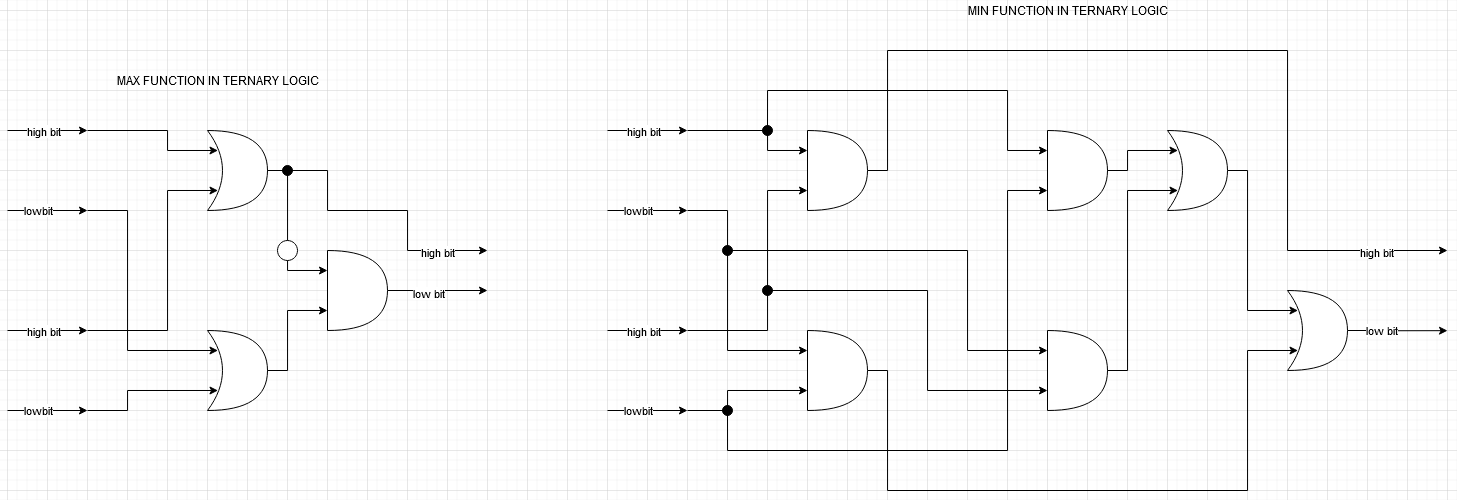 MIN FUNCTION IN TERNARY LOGIC
MAX FUNCTION IN TERNARY LOGIC
high bit
lowbit
high bit
lowbit
high bit
low bit
high bit
lowbit
high bit
lowbit
high bit
low bit